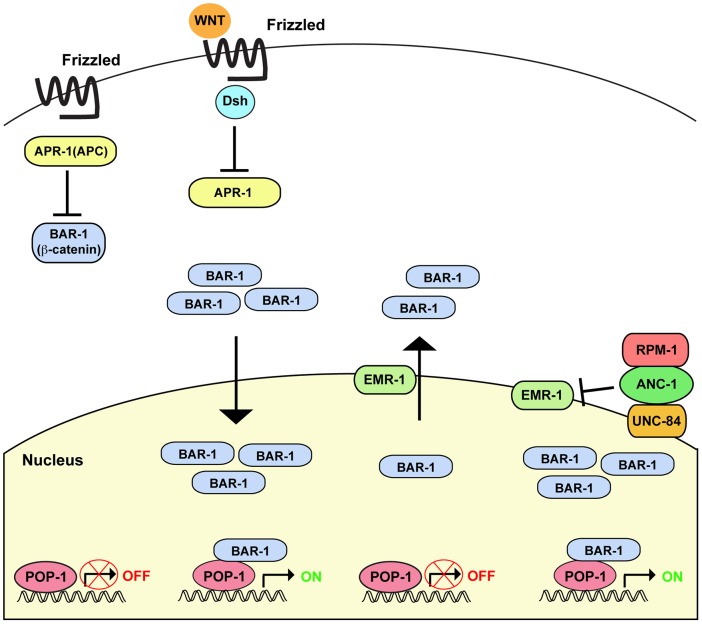 WNT
Frizzled
Frizzled
Dsh
APR-1(APC)
APR-1
BAR-1
(β-catenin)
BAR-1
BAR-1
BAR-1
BAR-1
BAR-1
RPM-1
ANC-1
UNC-84
EMR-1
EMR-1
Nucleus
BAR-1
BAR-1
BAR-1
BAR-1
BAR-1
BAR-1
BAR-1
POP-1
OFF
BAR-1
POP-1
ON
POP-1
OFF
BAR-1
POP-1
ON